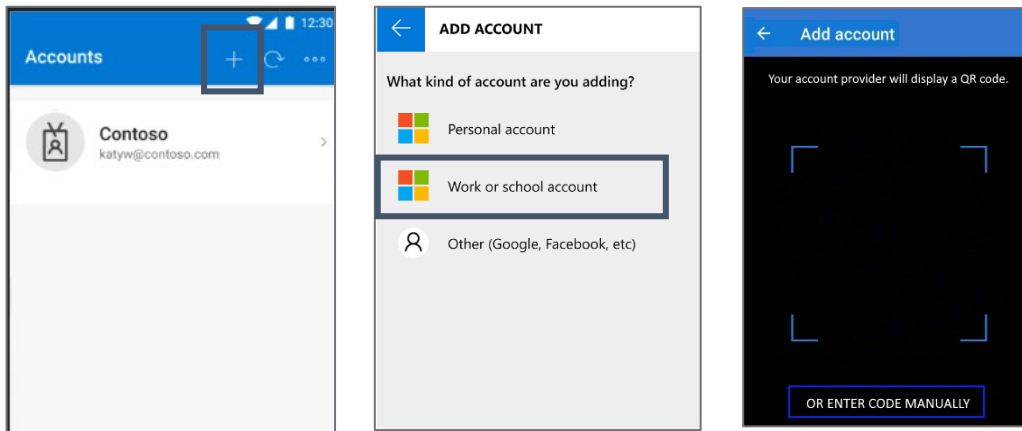 12:30
Accounts
Contoso
katyw@contoso.com
ADD ACCOUNT
What kind of account are you adding?
Personal account
Work or school account
Other (Google, Facebook, etc)
Add account
Your account provider will display a QR code.
OR ENTER CODE MANUALLY